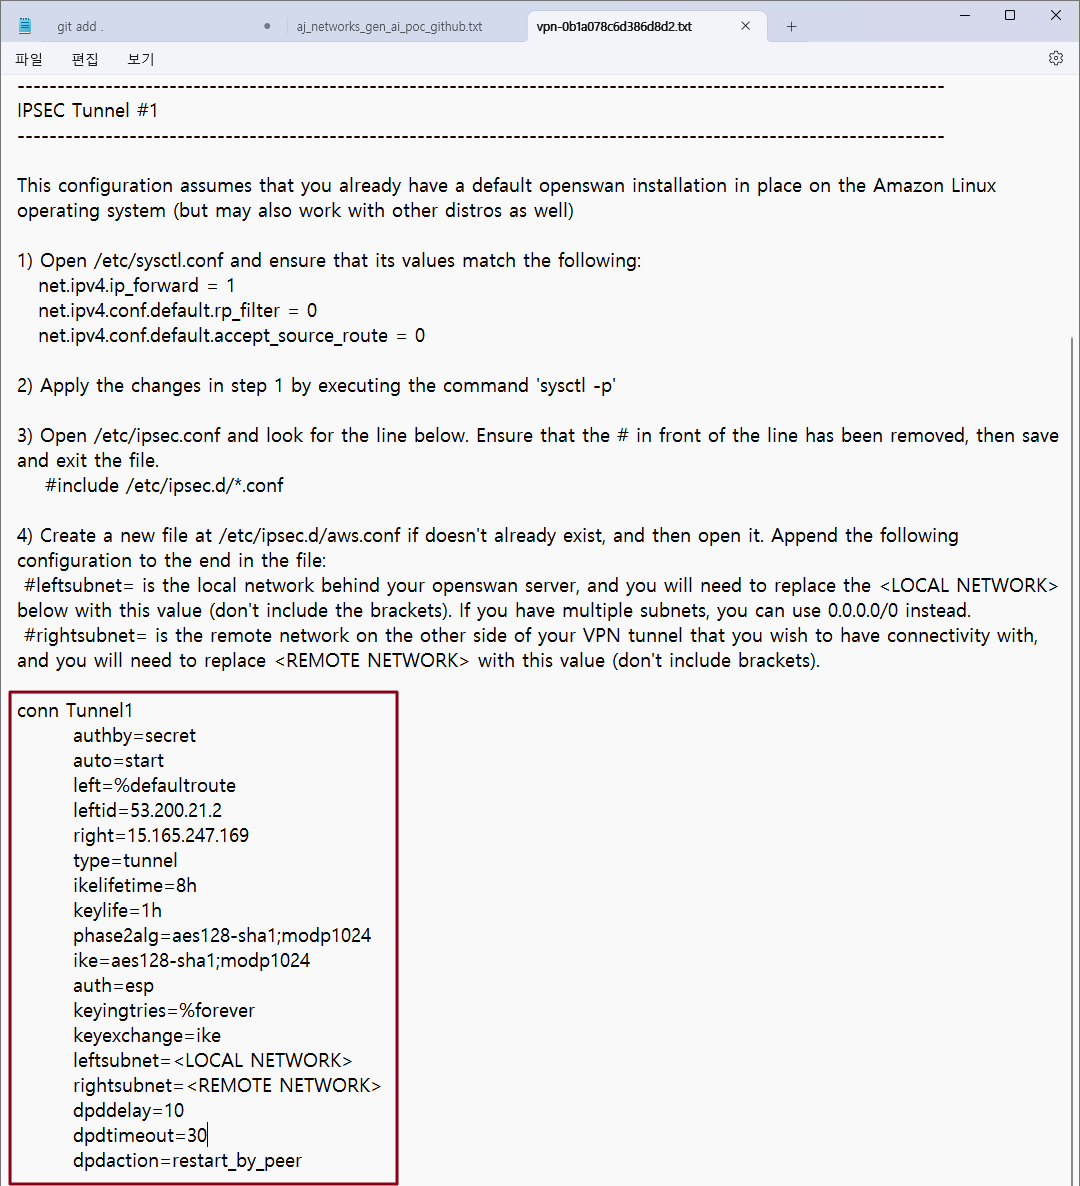 git add .
aj_networks_gen_ai_poc_github.txt
vpn-0b1a078c6d386d8d2.txt
파일 편집 보기
--------------------------------------------------------------------------------
IPSEC Tunnel #1
--------------------------------------------------------------------------------
This configuration assumes that you already have a default openswan installation in place on the Amazon Linux
operating system (but may also work with other distros as well)
1) Open /etc/sysctl.conf and ensure that its values match the following:
net.ipv4.ip_forward = 1
net.ipv4.conf.default.rp_filter = 0
net.ipv4.conf.default.accept_source_route = 0
2) Apply the changes in step 1 by executing the command 'sysctl -p'
3) Open /etc/ipsec.conf and look for the line below. Ensure that the # in front of the line has been removed, then save
and exit the file.
#include /etc/ipsec.d/*.conf
4) Create a new file at /etc/ipsec.d/aws.conf if doesn't already exist, and then open it. Append the following
configuration to the end in the file:
#leftsubnet= is the local network behind your openswan server, and you will need to replace the <LOCAL NETWORK>
below with this value (don't include the brackets). If you have multiple subnets, you can use 0.0.0.0/0 instead.
#rightsubnet= is the remote network on the other side of your VPN tunnel that you wish to have connectivity with,
and you will need to replace <REMOTE NETWORK> with this value (don't include brackets).
conn Tunnel1
authby=secret
auto=start
left=%defaultroute
leftid=53.200.21.2
right=15.165.247.169
type=tunnel
ikelifetime=8h
keylife=1h
phase2alg=aes128-sha1;modp1024
ike=aes128-sha1;modp1024
auth=esp
keyingtries=%forever
keyexchange=ike
leftsubnet=<LOCAL NETWORK>
rightsubnet=<REMOTE NETWORK>
dpddelay=10
dpdtimeout=30
dpdaction=restart_by_peer